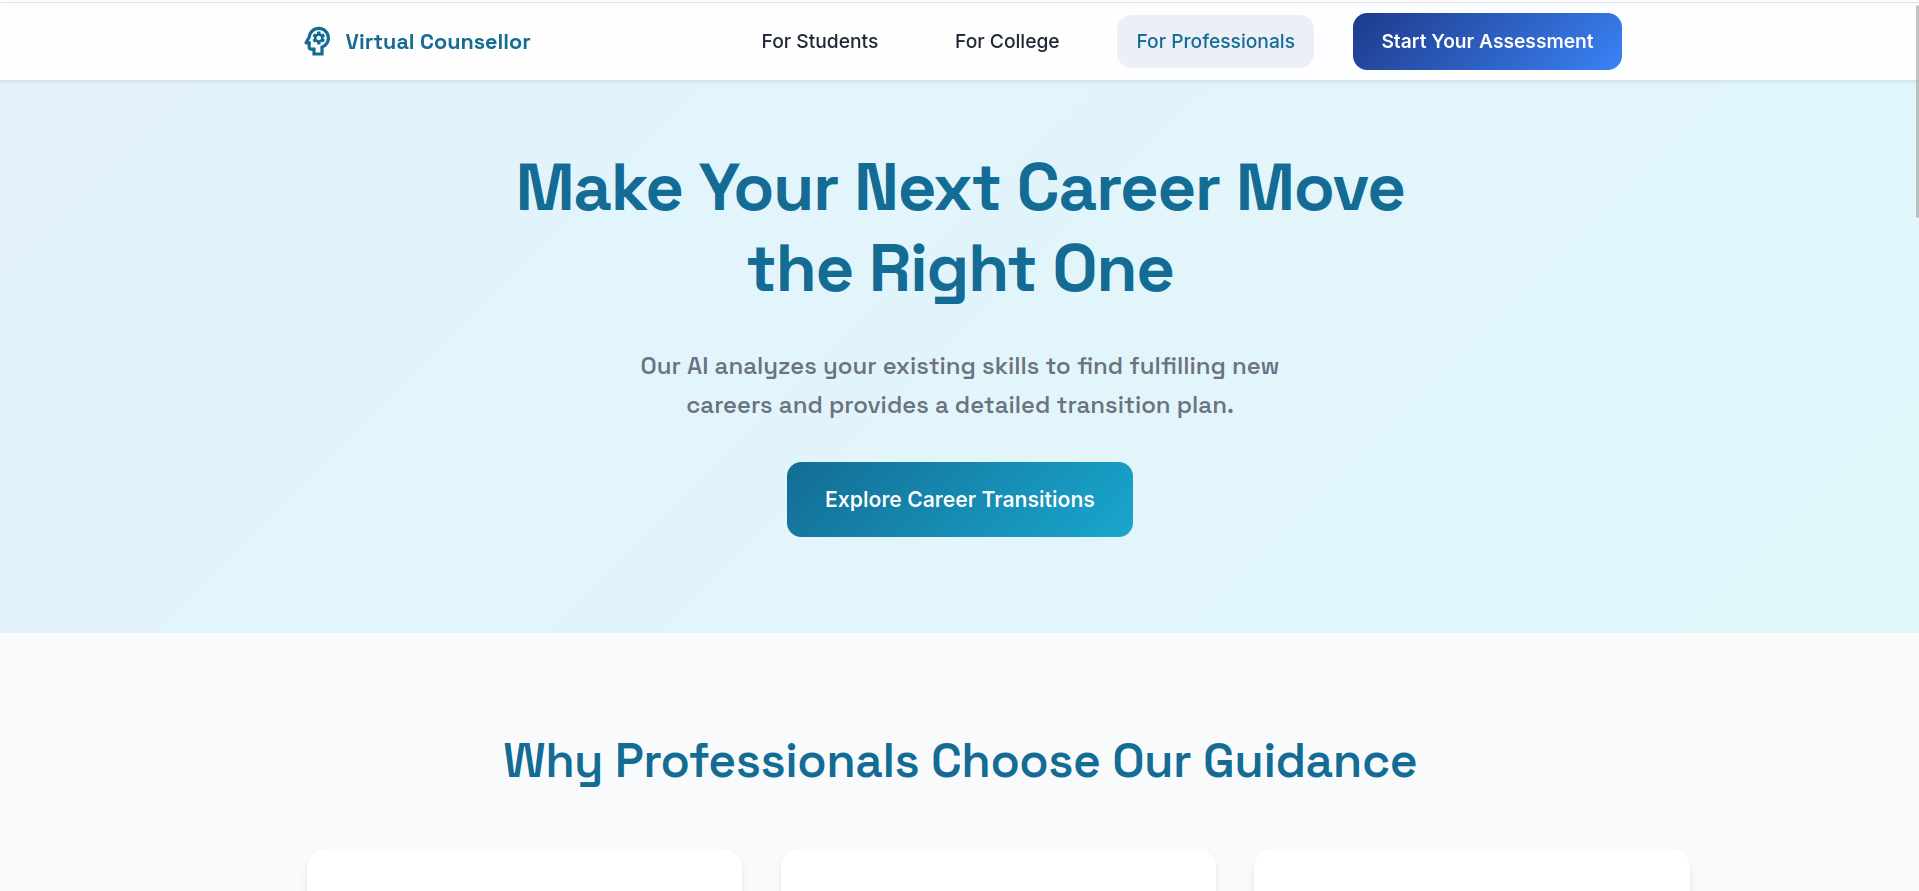 Virtual Counsellor
For Students
For College
For Professionals
Start Your Assessment
Make Your Next Career Move
the Right One
Our AI analyzes your existing skills to find fulfilling new
careers and provides a detailed transition plan.
Explore Career Transitions
Why Professionals Choose Our Guidance